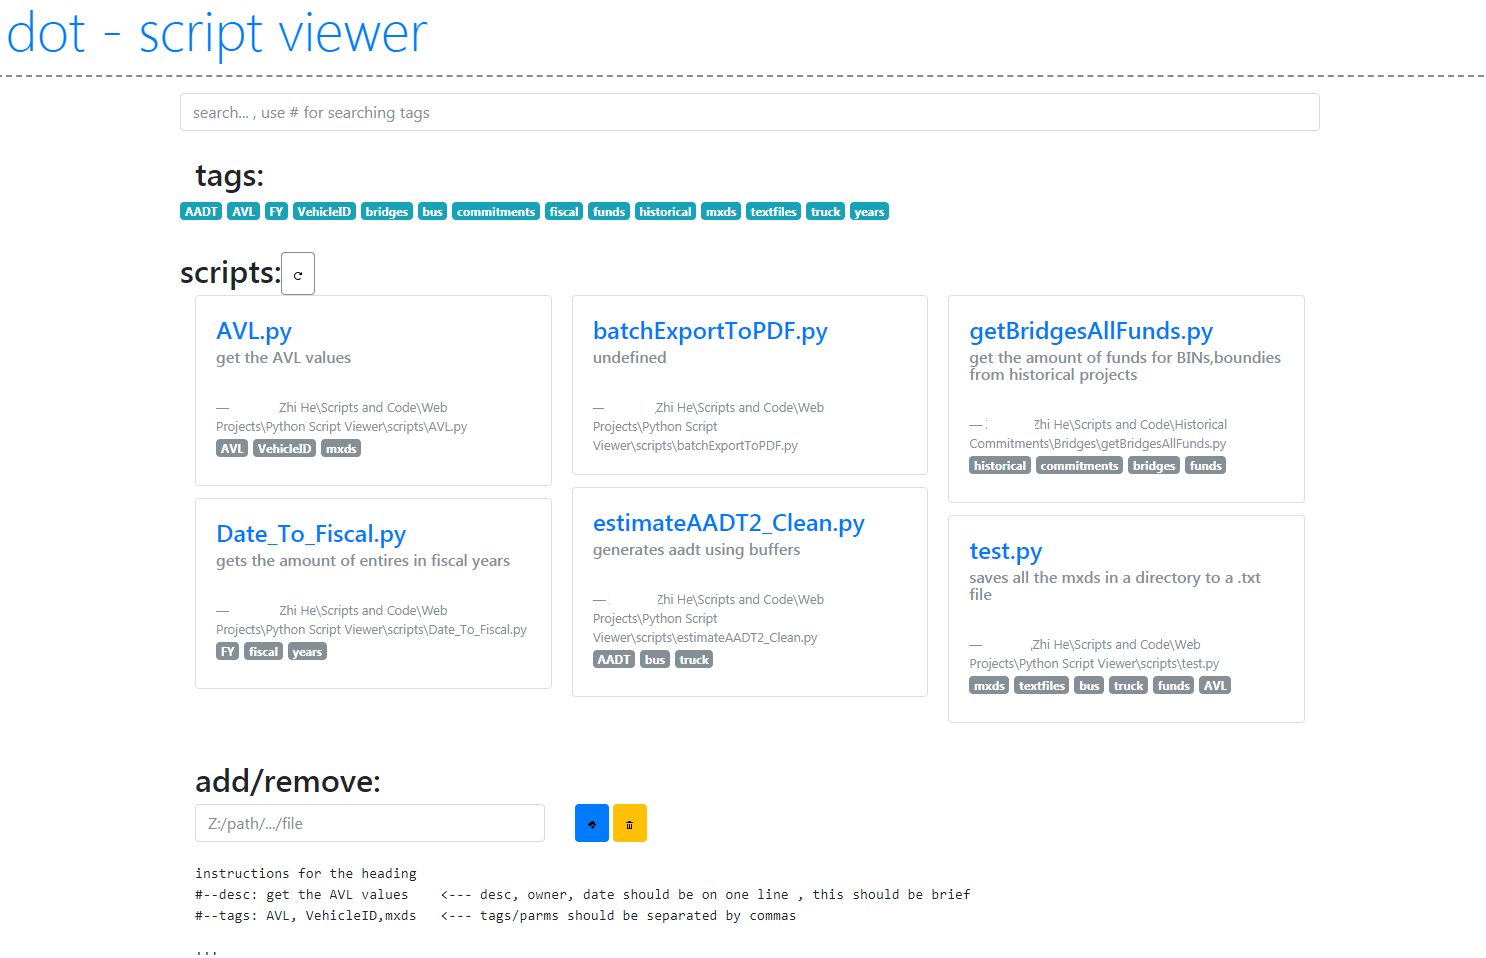 dot - script viewer
search... , use # for searching tags
tags:
AADT AVL FY VehicleID bridges bus commitments fiscal funds historical mxds textfiles truck years
scripts:
AVL.py
get the AVL values
— Zhi He\Scripts and Code\Web
Projects\Python Script Viewer\scripts\AVL.py
AVL VehicleID mxds
Date_To_Fiscal.py
gets the amount of entires in fiscal years
— Zhi He\Scripts and Code\Web
Projects\Python Script Viewer\scripts\Date_To_Fiscal.py
FY fiscal years
batchExportToPDF.py
undefined
— Zhi He\Scripts and Code\Web
Projects\Python Script
Viewer\scripts\batchExportToPDF.py
estimateAADT2_Clean.py
generates aadt using buffers
— Zhi He\Scripts and Code\Web
Projects\Python Script
Viewer\scripts\estimateAADT2_Clean.py
AADT bus truck
getBridgesAllFunds.py
get the amount of funds for BINs,boundies
from historical projects
— Zhi He\Scripts and Code\Historical
Commitments\Bridges\getBridgesAllFunds.py
historical commitments bridges funds
test.py
saves all the mxds in a directory to a .txt
file
— Zhi He\Scripts and Code\Web
Projects\Python Script Viewer\scripts\test.py
mxds textfiles bus truck funds AVL
add/remove:
Z:/path/.../file
instructions for the heading
#--desc: get the AVL values    <--- desc, owner, date should be on one line , this should be brief
#--tags: AVL, VehicleID,mxds   <--- tags/parms should be separated by commas
...